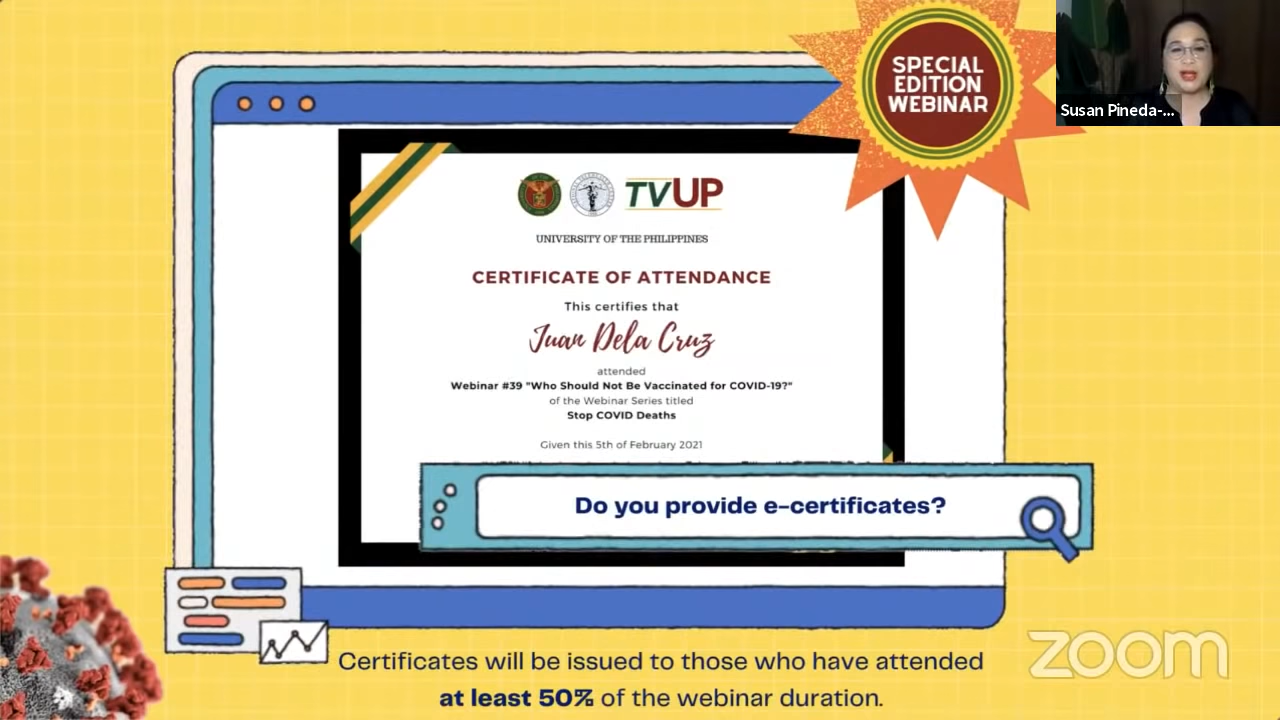 SPECIAL
EDITION
WEBINAR
Susan Pineda-...
TVUP
UNIVERSITY OF THE PHILIPPINES
CERTIFICATE OF ATTENDANCE
This certifies that
Juan Dela Cruz
attended
Webinar #39 "Who Should Not Be Vaccinated for COVID-19?"
of the Webinar Series titled
Stop COVID Deaths
Given this 5th of February 2021
Do you provide e-certificates?
zoom
Certificates will be issued to those who have attended
at least 50% of the webinar duration.